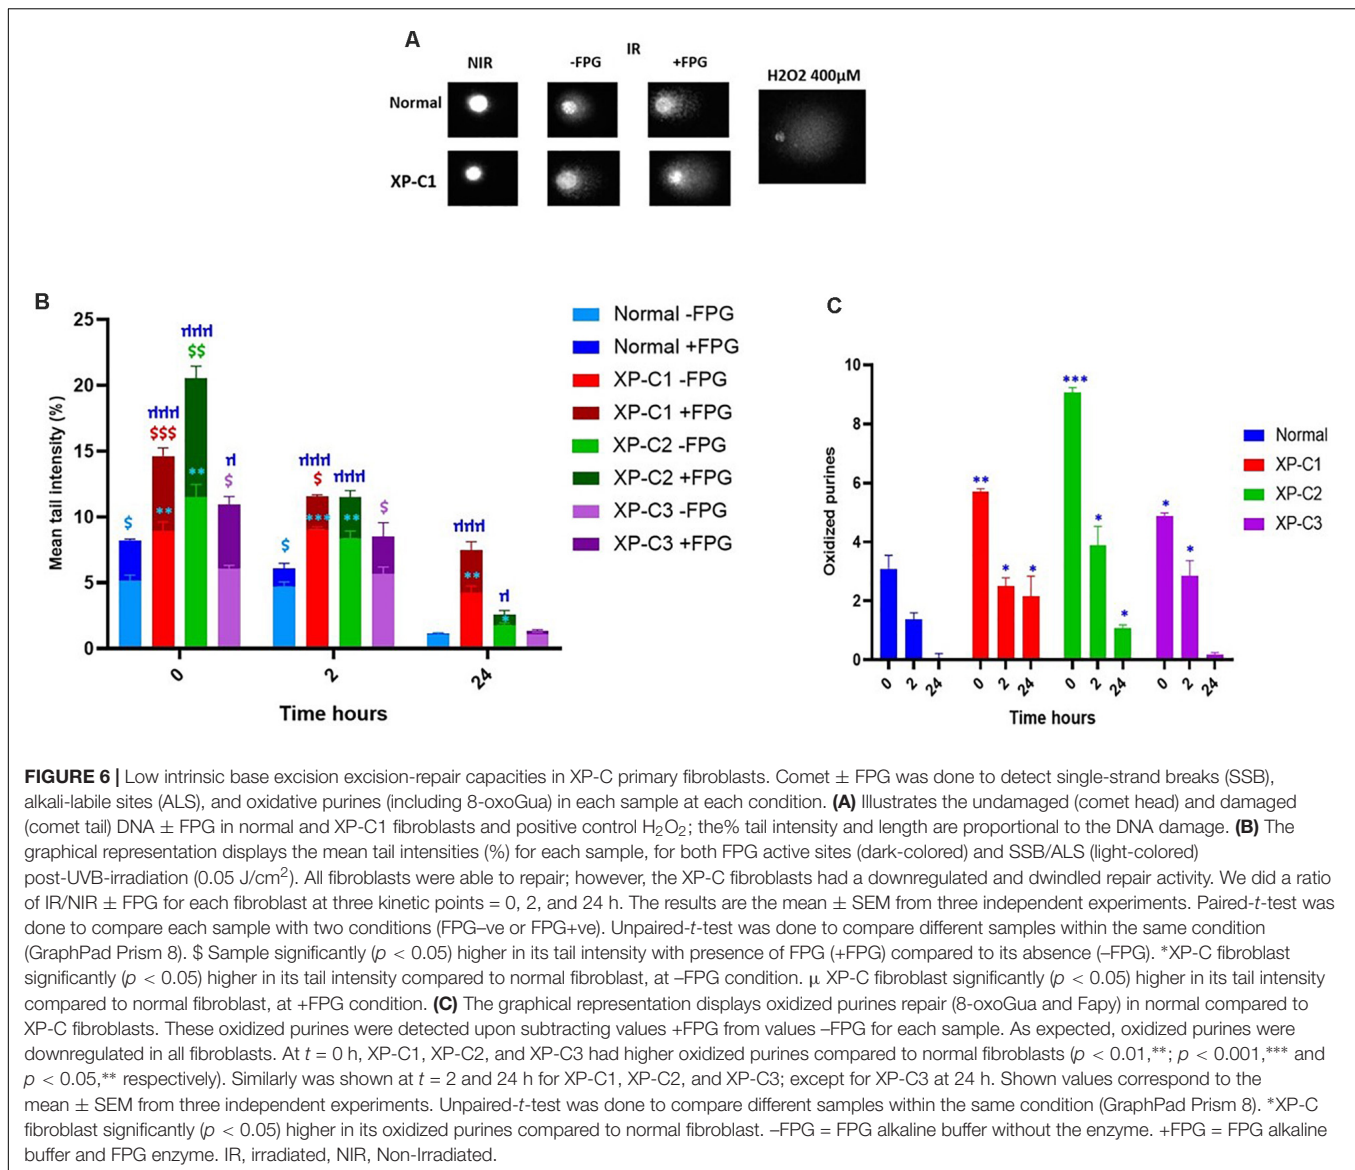 A
IR
NIR
-FPG
+FPG
H2O2 400µM
Normal
XP-C1
B
25
20
15
10
5
0
Mean tail intensity (%)
$
$$$
**
$$
**
$
$
$
***
**
$
**
*
0
2
24
Time hours
Normal -FPG
Normal +FPG
XP-C1 -FPG
XP-C1 +FPG
XP-C2 -FPG
XP-C2 +FPG
XP-C3 -FPG
XP-C3 +FPG
C
10
8
6
4
2
0
Oxidized purines
**
*
*
***
*
*
*
*
0
2
24
0
2
24
0
2
24
0
2
24
Time hours
Normal
XP-C1
XP-C2
XP-C3
FIGURE 6 | Low intrinsic base excision excision-repair capacities in XP-C primary fibroblasts. Comet ± FPG was done to detect single-strand breaks (SSB),
alkali-labile sites (ALS), and oxidative purines (including 8-oxoGua) in each sample at each condition. (A) Illustrates the undamaged (comet head) and damaged
(comet tail) DNA ± FPG in normal and XP-C1 fibroblasts and positive control H2O2; the% tail intensity and length are proportional to the DNA damage. (B) The
graphical representation displays the mean tail intensities (%) for each sample, for both FPG active sites (dark-colored) and SSB/ALS (light-colored)
post-UVB-irradiation (0.05 J/cm2). All fibroblasts were able to repair; however, the XP-C fibroblasts had a downregulated and dwindled repair activity. We did a ratio
of IR/NIR ± FPG for each fibroblast at three kinetic points = 0, 2, and 24 h. The results are the mean ± SEM from three independent experiments. Paired-t-test was
done to compare each sample with two conditions (FPG–ve or FPG+ve). Unpaired-t-test was done to compare different samples within the same condition
(GraphPad Prism 8). $ Sample significantly (p < 0.05) higher in its tail intensity with presence of FPG (+FPG) compared to its absence (–FPG). *XP-C fibroblast
significantly (p < 0.05) higher in its tail intensity compared to normal fibroblast, at –FPG condition. μ XP-C fibroblast significantly (p < 0.05) higher in its tail intensity
compared to normal fibroblast, at +FPG condition. (C) The graphical representation displays oxidized purines repair (8-oxoGua and Fapy) in normal compared to
XP-C fibroblasts. These oxidized purines were detected upon subtracting values +FPG from values –FPG for each sample. As expected, oxidized purines were
downregulated in all fibroblasts. At t = 0 h, XP-C1, XP-C2, and XP-C3 had higher oxidized purines compared to normal fibroblasts (p < 0.01,**; p < 0.001,*** and
p < 0.05,** respectively). Similarly was shown at t = 2 and 24 h for XP-C1, XP-C2, and XP-C3; except for XP-C3 at 24 h. Shown values correspond to the
mean ± SEM from three independent experiments. Unpaired-t-test was done to compare different samples within the same condition (GraphPad Prism 8). *XP-C
fibroblast significantly (p < 0.05) higher in its oxidized purines compared to normal fibroblast. –FPG = FPG alkaline buffer without the enzyme. +FPG = FPG alkaline
buffer and FPG enzyme. IR, irradiated, NIR, Non-Irradiated.